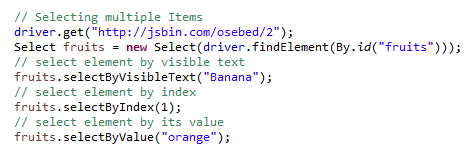 // Selecting multiple Items
driver.get("http://jsbin.com/osebed/2");
Select fruits = new Select(driver.findElement(By.id("fruits")));
// select element by visible text
fruits.selectByVisibleText("Banana");
// select element by index
fruits.selectByIndex(1);
// select element by its value
fruits.selectByValue("orange");